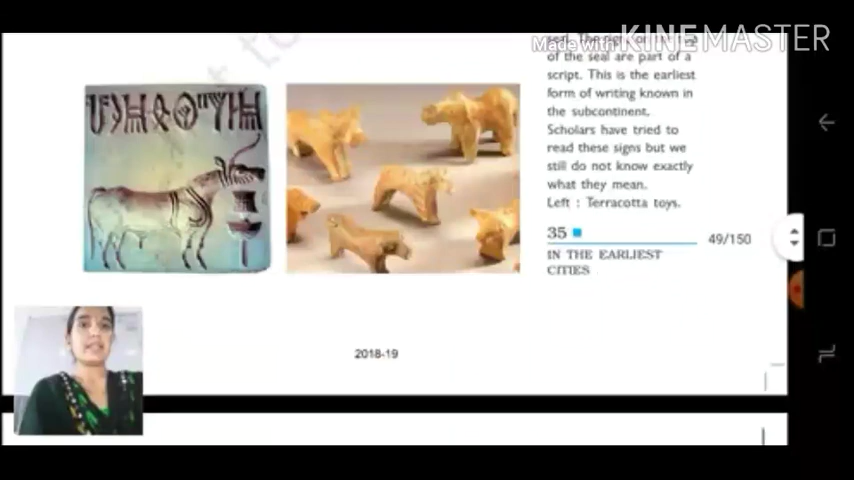 Made with KINEMASTER
of the seal are part of a
script. This is the earliest
form of writing known in
the subcontinent.
Scholars have tried to
read these signs but we
still do not know exactly
what they mean.
Left : Terracotta toys.
35
49/150
IN THE EARLIEST
CITIES
2018-19